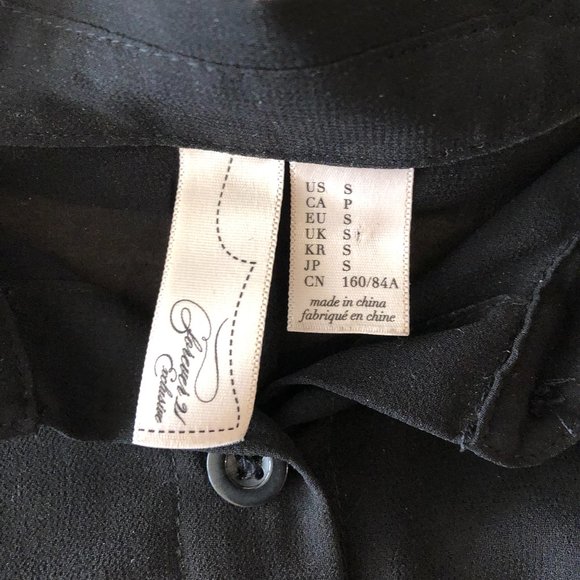 Forever 21
Exclusive
US S
CA P
EU S
UK S
KR S
JP S
CN 160/84A
made in china
fabriqué en chine